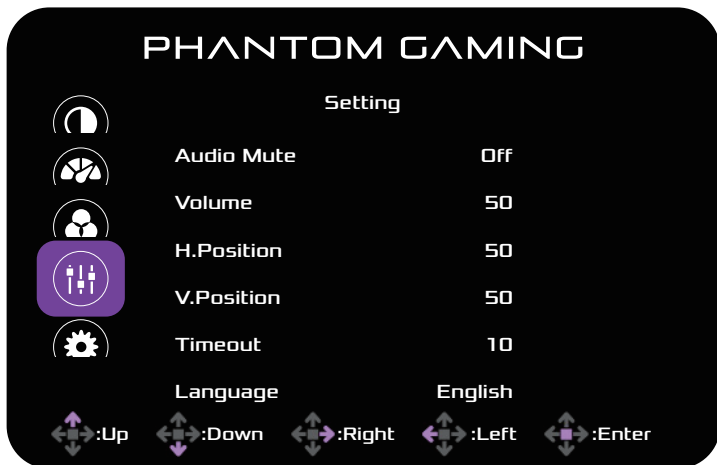 PHANTOM GAMING
Setting
Audio Mute Off
Volume 50
H.Position 50
V.Position 50
Timeout 10
Language English
:Up :Down :Right :Left :Enter